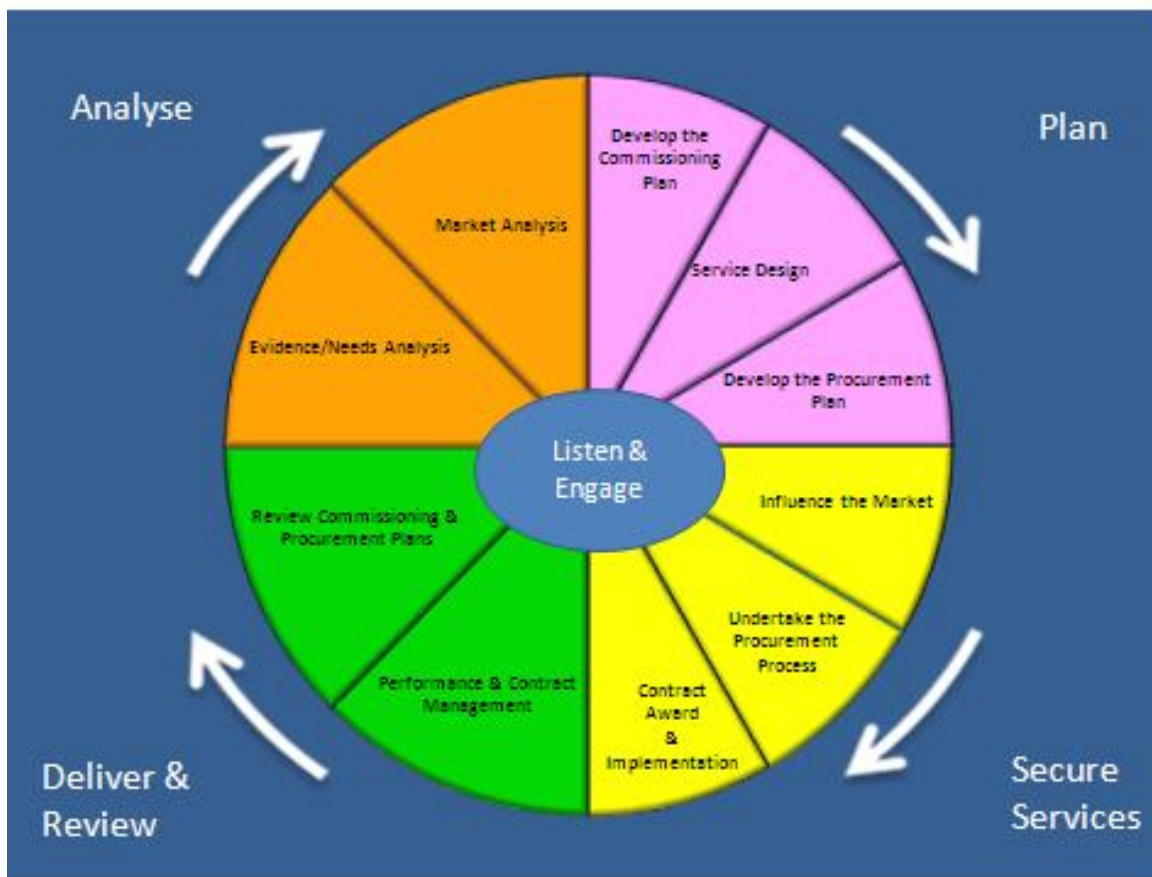 Analyse
Plan
Develop the
Commissioning
Plan
Market Analysis
Service Design
Evidence/Needs Analysis
Develop the Procurement
Plan
Listen &
Engage
Influence the Market
Review Commissioning &
Procurement Plans
Undertake the
Procurement
Process
Performance & Contract
Management
Contract
Award
&
Implementation
Deliver &
Review
Secure
Services